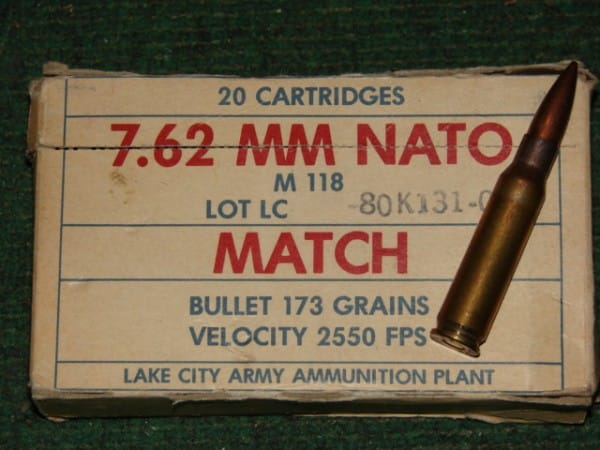 20 CARTRIDGES
7.62 MM NATO
M 118
LOT LC -80K131-
MATCH
BULLET 173 GRAINS
VELOCITY 2550 FPS
LAKE CITY ARMY AMMUNITION PLANT